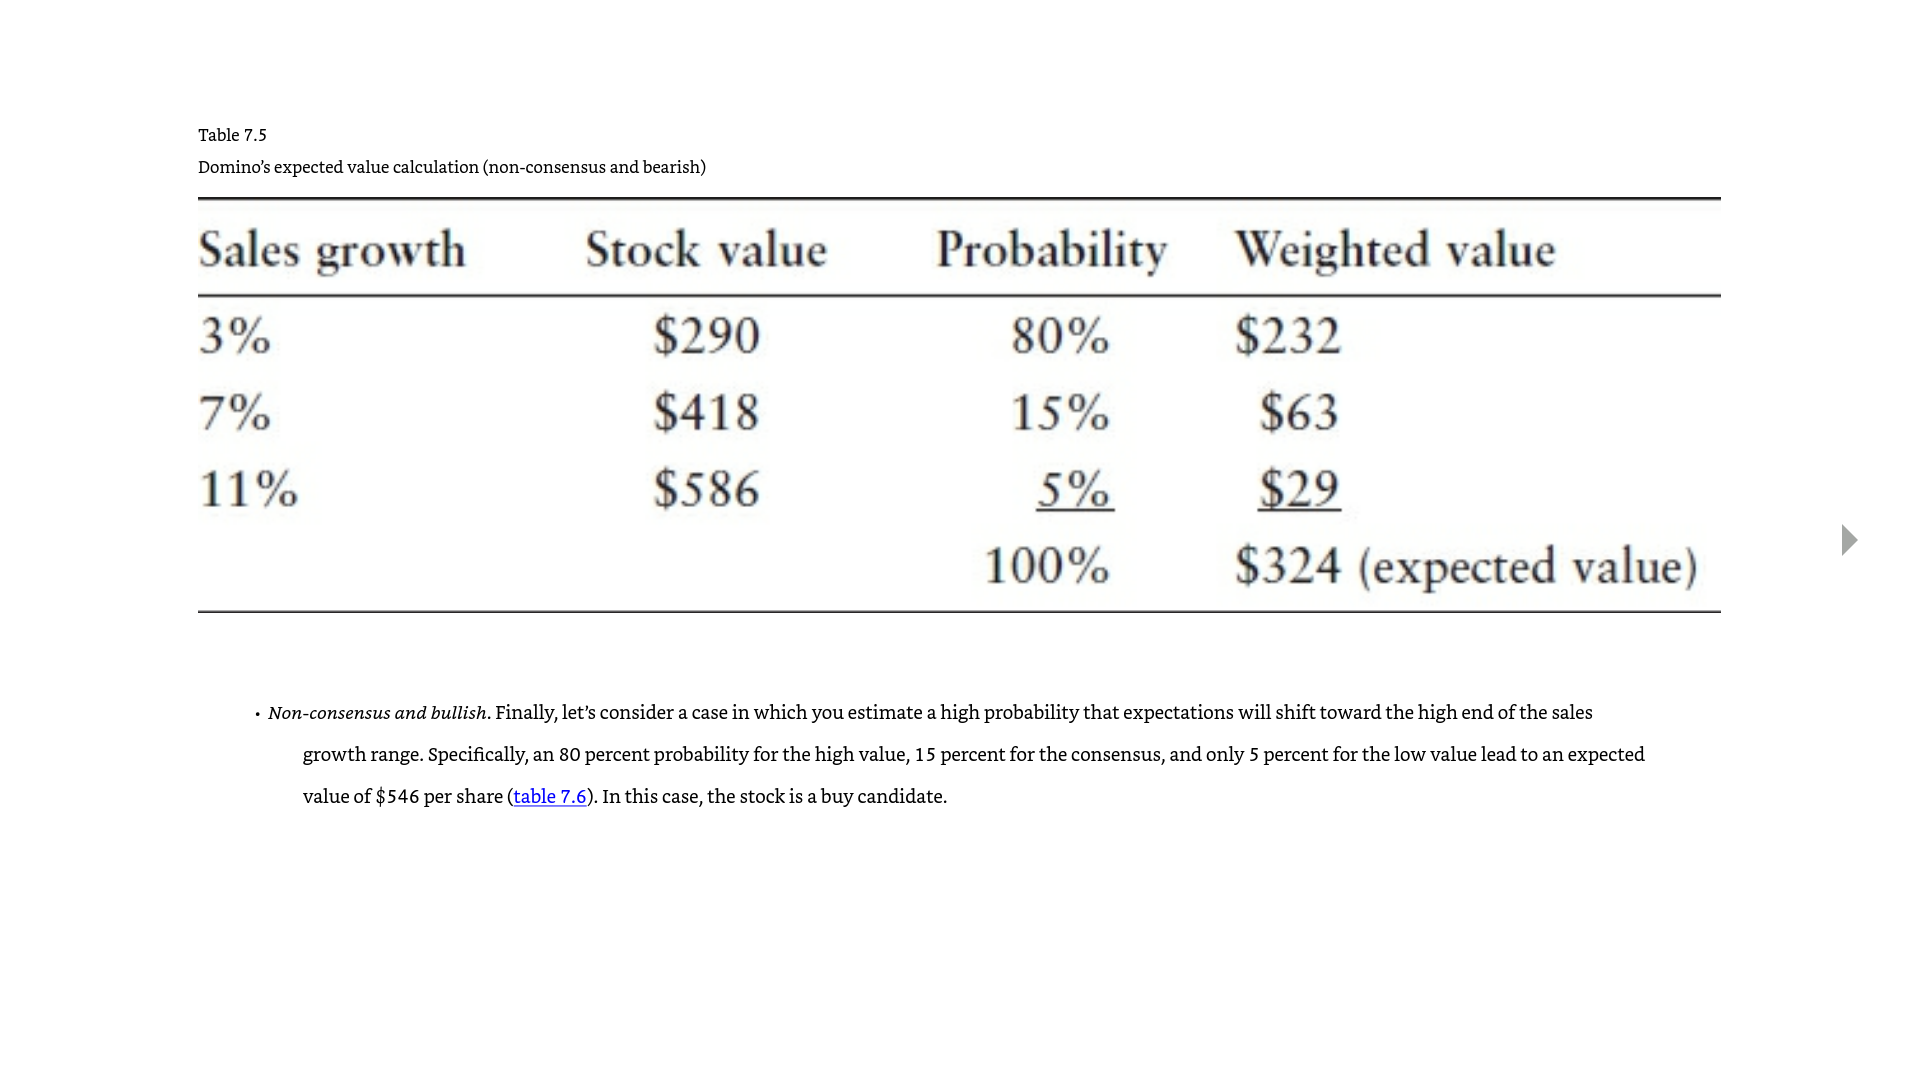 Table 7.5
Domino’s expected value calculation (non-consensus and bearish)
Sales growth Stock value Probability Weighted value
3% $290 80% $232
7% $418 15% $63
11% $586 5% $29
100% $324 (expected value)
• Non-consensus and bullish. Finally, let’s consider a case in which you estimate a high probability that expectations will shift toward the high end of the sales
growth range. Specifically, an 80 percent probability for the high value, 15 percent for the consensus, and only 5 percent for the low value lead to an expected
value of $546 per share (table 7.6). In this case, the stock is a buy candidate.